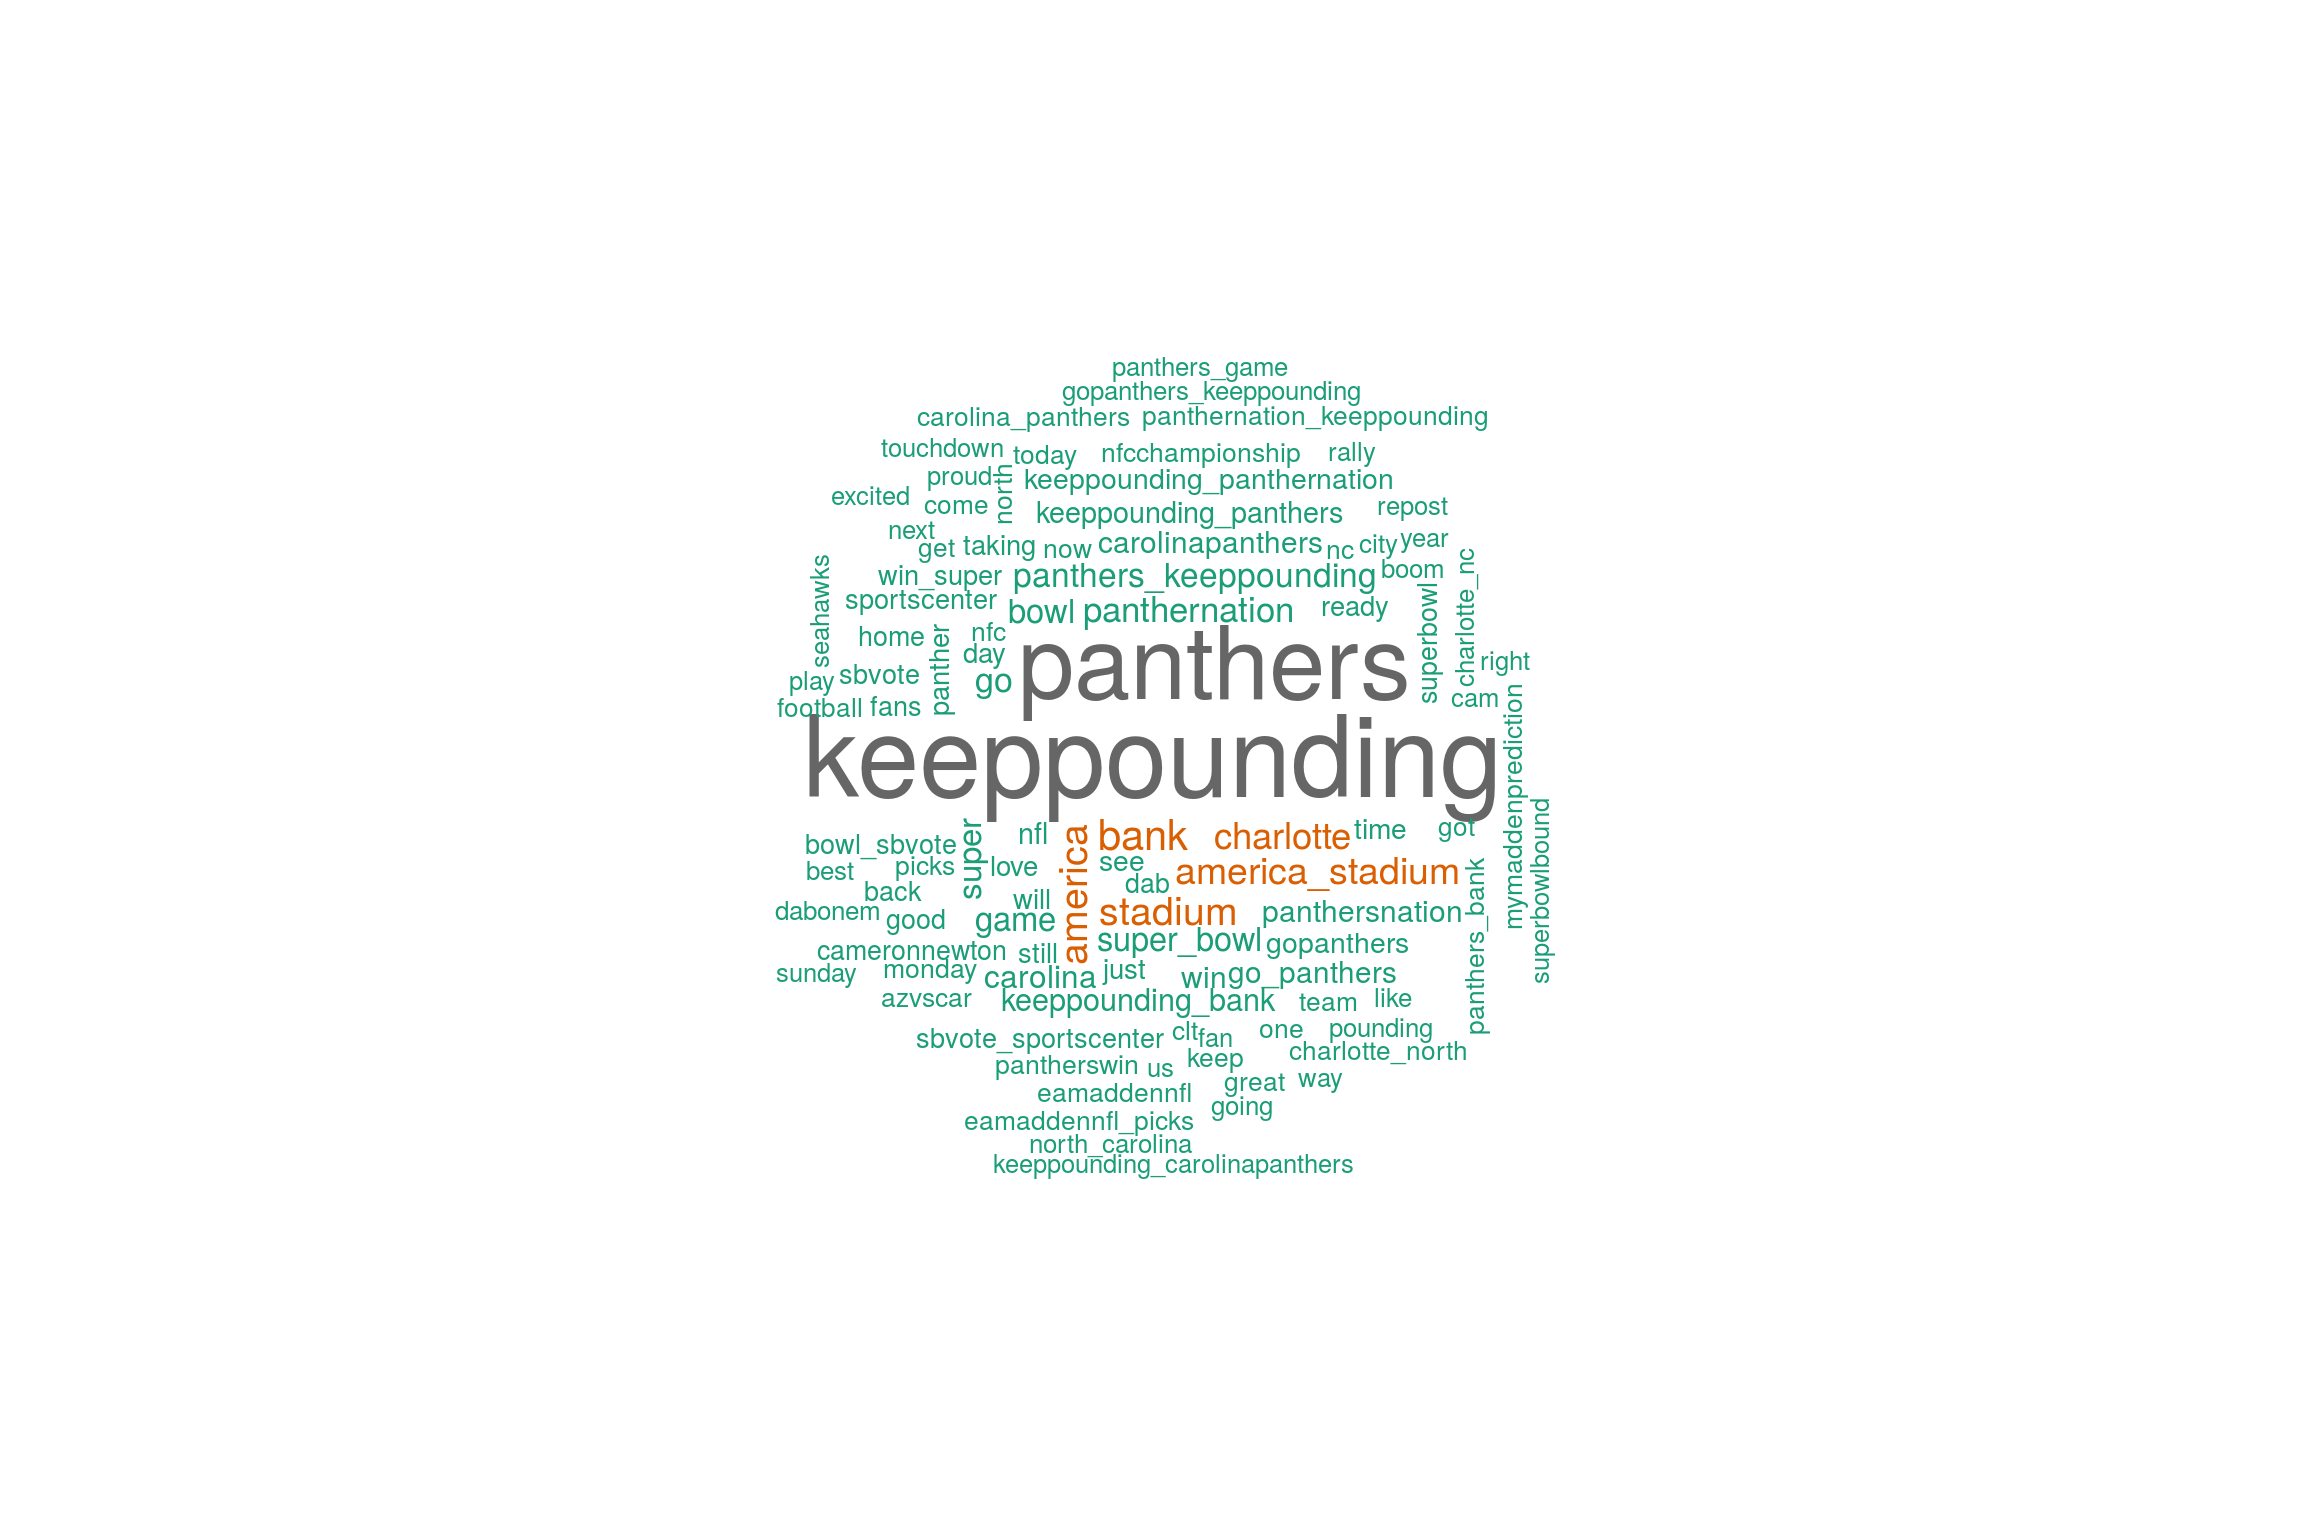 panthers_game
gopanthers_keeppounding
carolina_panthers panthernation_keeppounding
touchdown today nfcchampionship rally
proud north keeppounding_panthernation
excited come keeppounding_panthers repost
next
get taking now carolinapanthers nc city year
seahawks win_super panthers_keeppounding boom superbowl charlotte_nc
sportscenter bowl panthernation ready
home panther nfc
day panthers right
play sbvote go cam
football fans
keeppounding mymaddenprediction
bowl_sbvote super nfl america bank charlotte time got superbowlbound
best picks love see america_stadium panthers_bank
back will dab
dabonem good game stadium panthersnation
cameronnewton still super_bowl gopanthers
sunday monday carolina just win go_panthers
azvscar keeppounding_bank team like
sbvote_sportscenter clt fan one pounding
pantherswin us keep charlotte_north
eamaddennfl great way
eamaddennfl_picks going
north_carolina
keeppounding_carolinapanthers